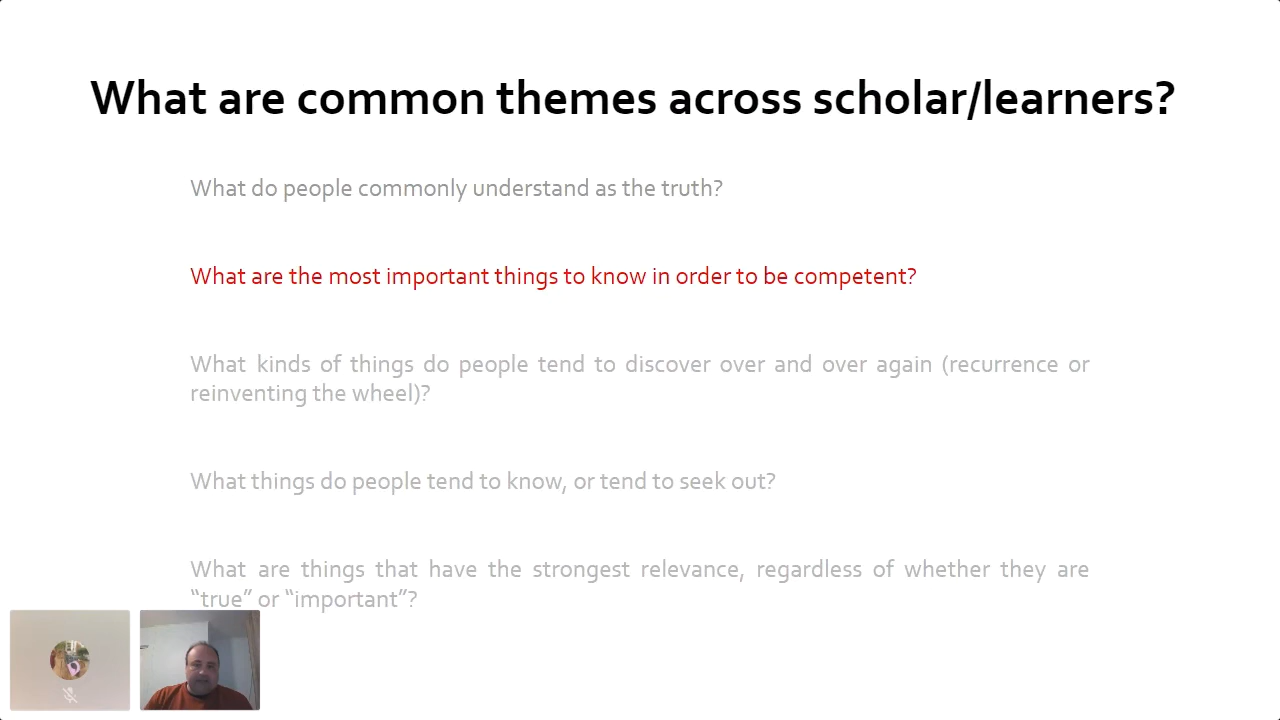 What are common themes across scholar/learners?
What do people commonly understand as the truth?
What are the most important things to know in order to be competent?
What kinds of things do people tend to discover over and over again (recurrence or
reinventing the wheel)?
What things do people tend to know, or tend to seek out?
What are things that have the strongest relevance, regardless of whether they are
“true” or “important”?